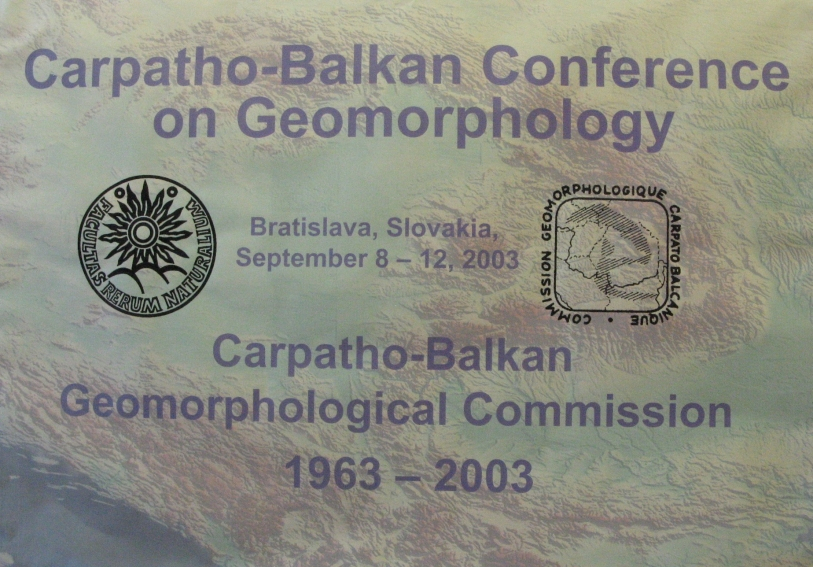 Carpatho-Balkan Conference
on Geomorphology
FACULTAS RERUM NATURALIUM
Bratislava, Slovakia,
September 8 – 12, 2003
COMMISSION GEOMORPHOLOGIQUE CARPATO BALCANIQUE •
Carpatho-Balkan
Geomorphological Commission
1963 – 2003